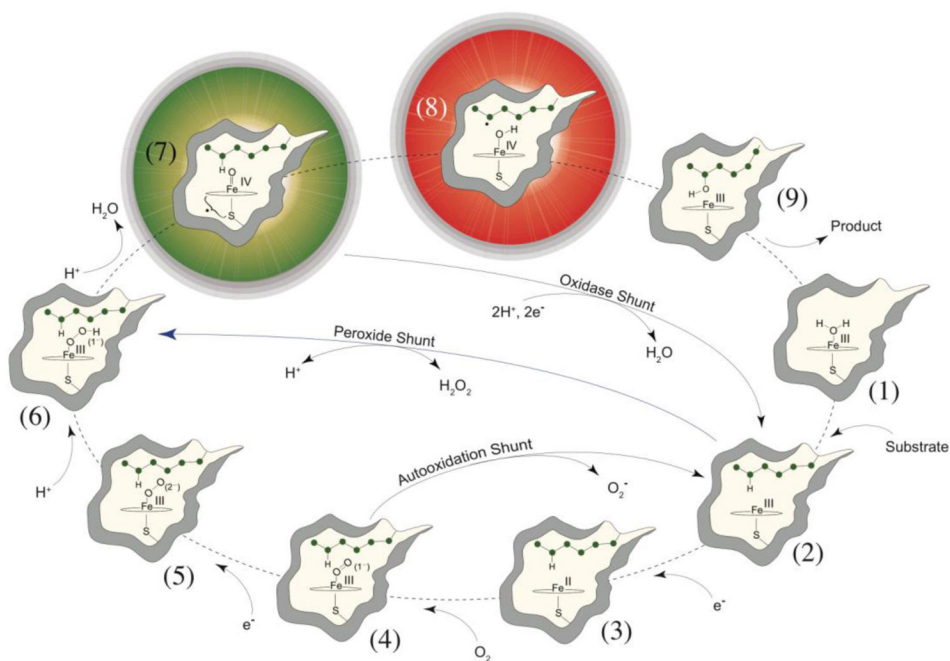 (7)
H
O
Fe
IV
S
(8)
O
H
Fe
IV
S
(9)
H
O
Fe
III
S
Product
H₂O
H⁺
Oxidase Shunt
2H⁺, 2e⁻
H₂O
Peroxide Shunt
H⁺
H₂O₂
(6)
H
O
O
H
(1⁻)
Fe
III
S
(1)
H
H
O
Fe
III
S
Substrate
H⁺
(5)
H
O
O
(2⁻)
Fe
III
S
Autooxidation Shunt
O₂⁻
(2)
H
Fe
III
S
(4)
H
O
O
(1⁻)
Fe
III
S
(3)
H
Fe
II
S
e⁻
O₂
e⁻